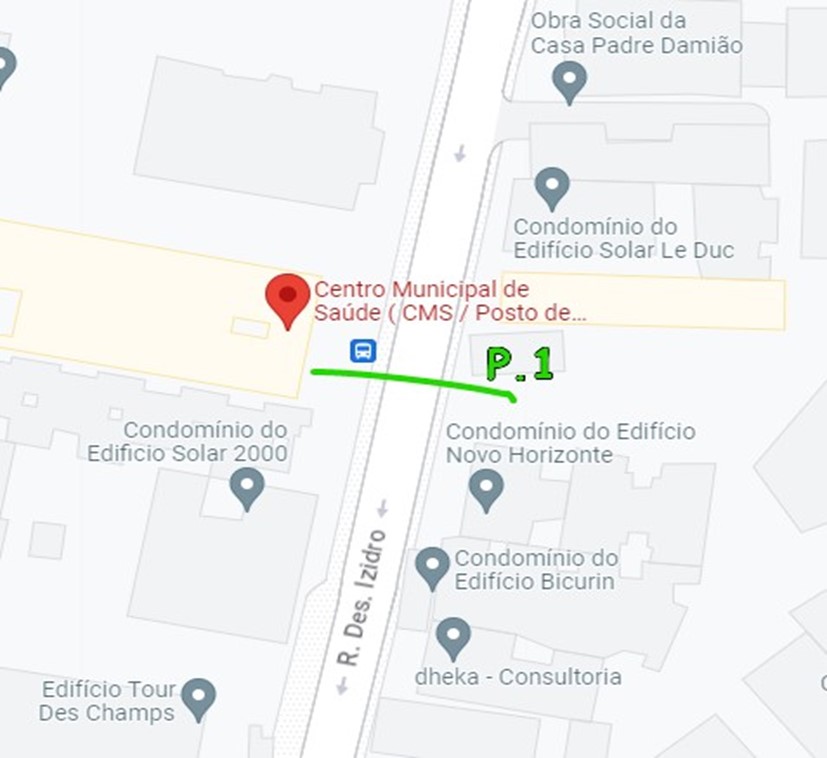 Obra Social da
Casa Padre Damião
Condomínio do
Edifício Solar Le Duc
Centro Municipal de
Saúde ( CMS / Posto de...
P.1
Condomínio do
Edificio Solar 2000
Condomínio do Edifício
Novo Horizonte
Condomínio do
Edifício Bicurin
R. Des. Izidro
dheka - Consultoria
Edifício Tour
Des Champs